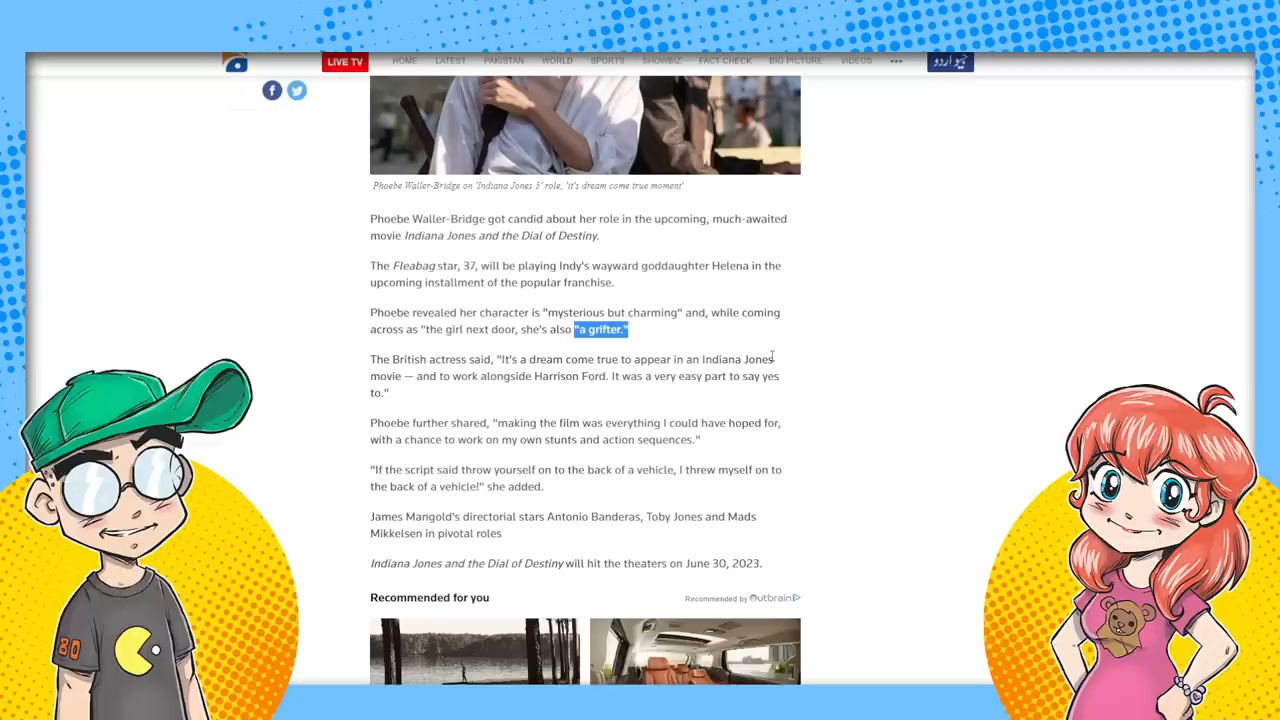 LIVE TV HOME LATEST PAKISTAN WORLD SPORTS SHOWBIZ FACT CHECK BIG PICTURE VIDEOS ••• جیو اردو
Phoebe Waller-Bridge on 'Indiana Jones 5' role, 'it's dream come true moment'
Phoebe Waller-Bridge got candid about her role in the upcoming, much-awaited
movie Indiana Jones and the Dial of Destiny.
The Fleabag star, 37, will be playing Indy's wayward goddaughter Helena in the
upcoming installment of the popular franchise.
Phoebe revealed her character is "mysterious but charming" and, while coming
across as "the girl next door, she's also "a grifter."
The British actress said, "It's a dream come true to appear in an Indiana Jones
movie — and to work alongside Harrison Ford. It was a very easy part to say yes
to."
Phoebe further shared, "making the film was everything I could have hoped for,
with a chance to work on my own stunts and action sequences."
"If the script said throw yourself on to the back of a vehicle, I threw myself on to
the back of a vehicle!" she added.
James Mangold's directorial stars Antonio Banderas, Toby Jones and Mads
Mikkelsen in pivotal roles
Indiana Jones and the Dial of Destiny will hit the theaters on June 30, 2023.
Recommended for you
Recommended by Outbrain
80